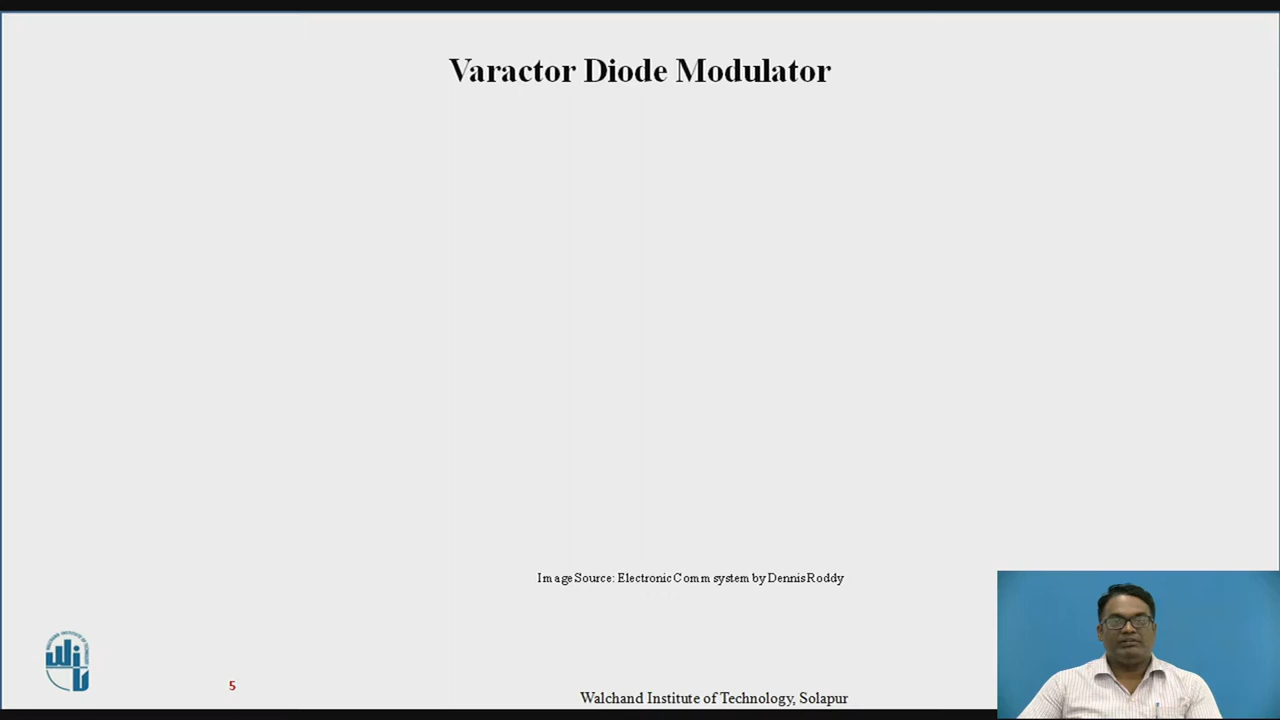 Varactor Diode Modulator
Image Source: Electronic Comm system by Dennis Roddy
5
Walchand Institute of Technology, Solapur